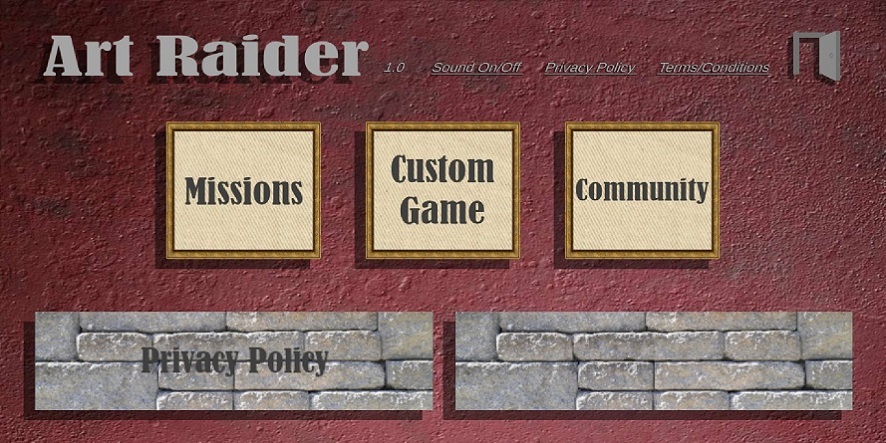 Art Raider 1.0 Sound On/Off Privacy Policy Terms/Conditions
Missions
Custom
Game
Community
Privacy Policy